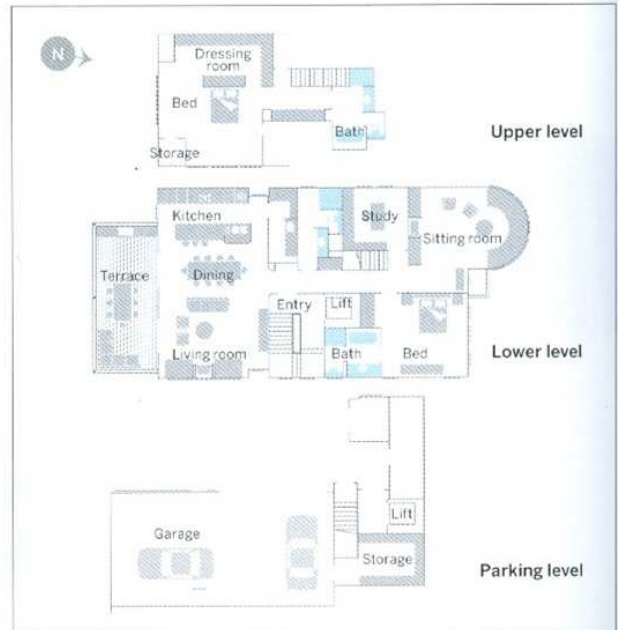 N
Dressing
room
Bed
Bath
Storage
Upper level
Kitchen
Study
Sitting room
Terrace
Dining
Entry
Lift
Living room
Bath
Bed
Lower level
Garage
Lift
Storage
Parking level